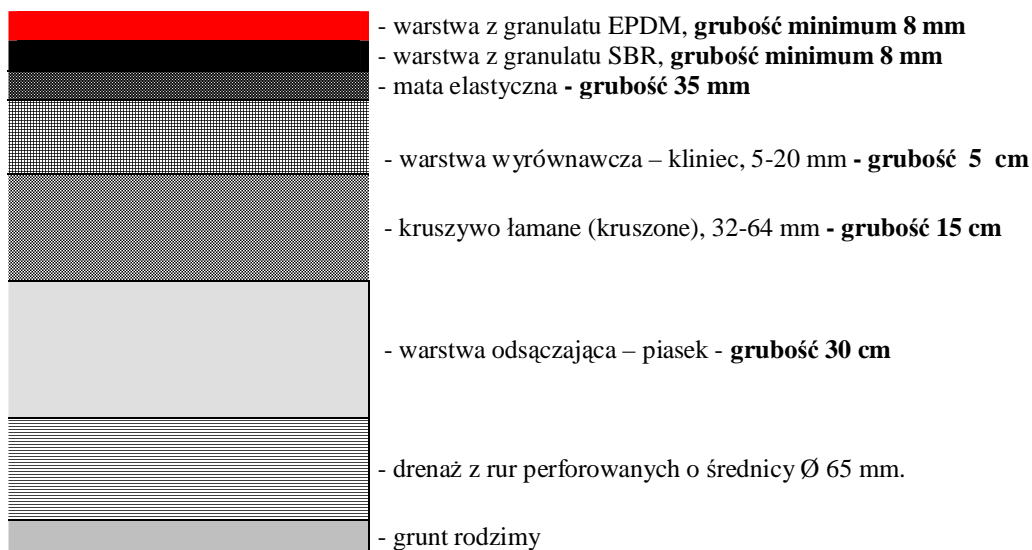 - warstwa z granulatu EPDM, grubość minimum 8 mm
- warstwa z granulatu SBR, grubość minimum 8 mm
- mata elastyczna - grubość 35 mm
- warstwa wyrównawcza – kliniec, 5-20 mm - grubość 5 cm
- kruszywo łamane (kruszone), 32-64 mm - grubość 15 cm
- warstwa odsączająca – piasek - grubość 30 cm
- drenaż z rur perforowanych o średnicy Ø 65 mm.
- grunt rodzimy